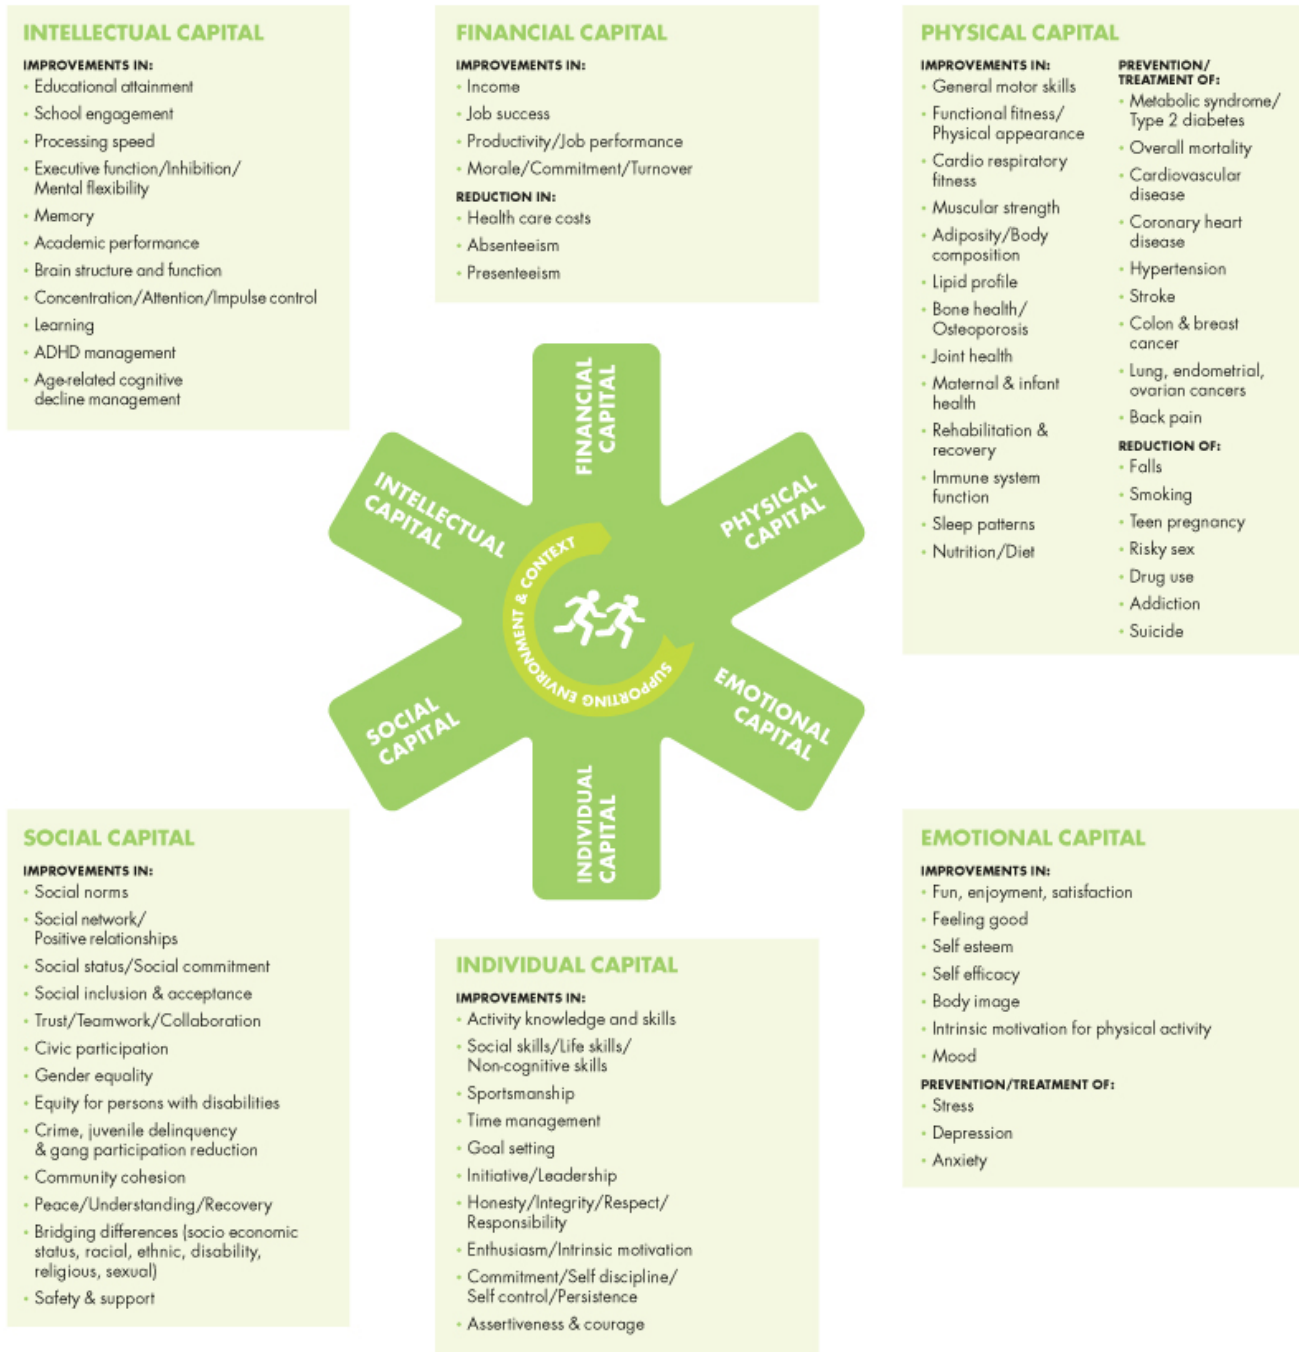 INTELLECTUAL CAPITAL
IMPROVEMENTS IN:
• Educational attainment
• School engagement
• Processing speed
• Executive function/Inhibition/
Mental flexibility
• Memory
• Academic performance
• Brain structure and function
• Concentration/Attention/Impulse control
• Learning
• ADHD management
• Age-related cognitive
decline management
FINANCIAL CAPITAL
IMPROVEMENTS IN:
• Income
• Job success
• Productivity/Job performance
• Morale/Commitment/Turnover
REDUCTION IN:
• Health care costs
• Absenteeism
• Presenteeism
PHYSICAL CAPITAL
IMPROVEMENTS IN:
• General motor skills
• Functional fitness/
Physical appearance
• Cardio respiratory
fitness
• Muscular strength
• Adiposity/Body
composition
• Lipid profile
• Bone health/
Osteoporosis
• Joint health
• Maternal & infant
health
• Rehabilitation &
recovery
• Immune system
function
• Sleep patterns
• Nutrition/Diet
PREVENTION/
TREATMENT OF:
• Metabolic syndrome/
Type 2 diabetes
• Overall mortality
• Cardiovascular
disease
• Coronary heart
disease
• Hypertension
• Stroke
• Colon & breast
cancer
• Lung, endometrial,
ovarian cancers
• Back pain
REDUCTION OF:
• Falls
• Smoking
• Teen pregnancy
• Risky sex
• Drug use
• Addiction
• Suicide
FINANCIAL
CAPITAL
INTELLECTUAL
CAPITAL
PHYSICAL
CAPITAL
SUPPORTING ENVIRONMENT & CONTEXT
SOCIAL
CAPITAL
EMOTIONAL
CAPITAL
INDIVIDUAL
CAPITAL
SOCIAL CAPITAL
IMPROVEMENTS IN:
• Social norms
• Social network/
Positive relationships
• Social status/Social commitment
• Social inclusion & acceptance
• Trust/Teamwork/Collaboration
• Civic participation
• Gender equality
• Equity for persons with disabilities
• Crime, juvenile delinquency
& gang participation reduction
• Community cohesion
• Peace/Understanding/Recovery
• Bridging differences (socio economic
status, racial, ethnic, disability,
religious, sexual)
• Safety & support
INDIVIDUAL CAPITAL
IMPROVEMENTS IN:
• Activity knowledge and skills
• Social skills/Life skills/
Non-cognitive skills
• Sportsmanship
• Time management
• Goal setting
• Initiative/Leadership
• Honesty/Integrity/Respect/
Responsibility
• Enthusiasm/Intrinsic motivation
• Commitment/Self discipline/
Self control/Persistence
• Assertiveness & courage
EMOTIONAL CAPITAL
IMPROVEMENTS IN:
• Fun, enjoyment, satisfaction
• Feeling good
• Self esteem
• Self efficacy
• Body image
• Intrinsic motivation for physical activity
• Mood
PREVENTION/TREATMENT OF:
• Stress
• Depression
• Anxiety